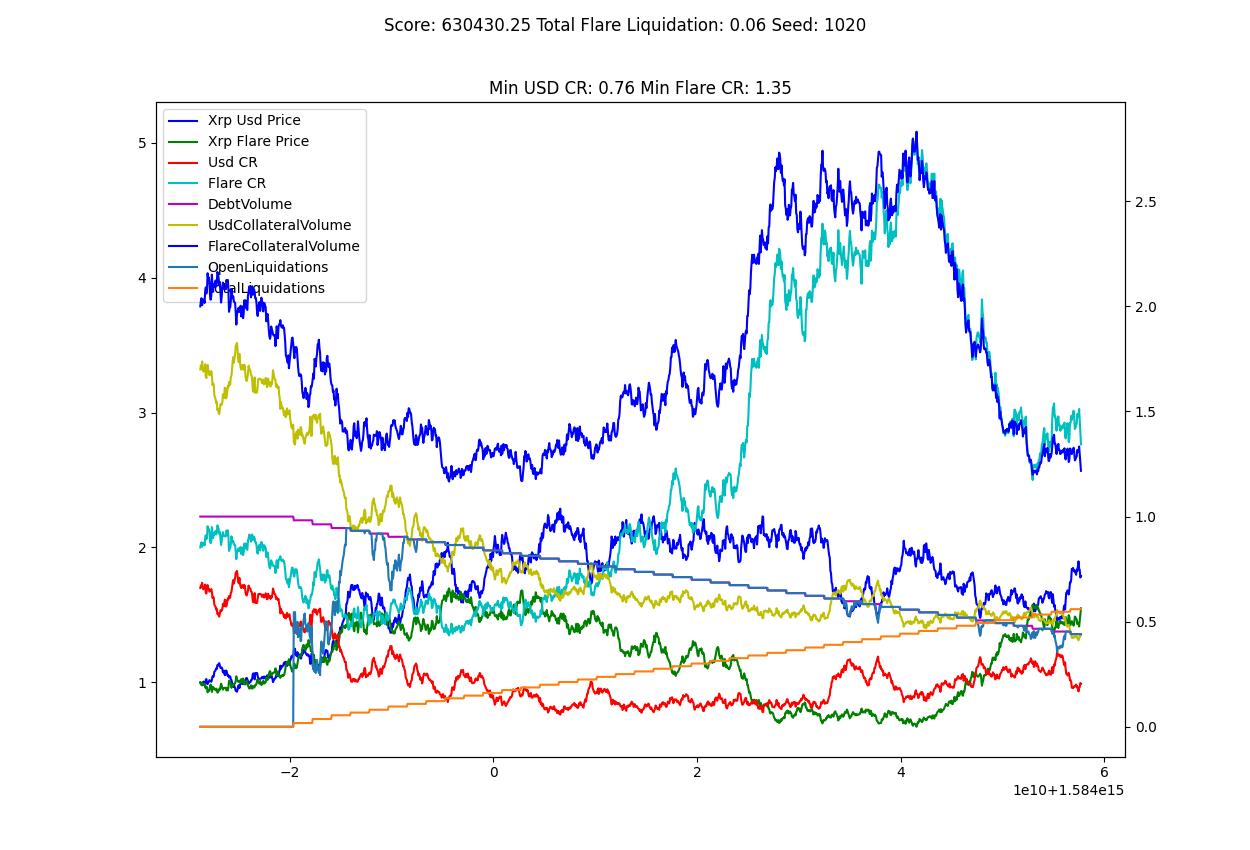 Score: 630430.25 Total Flare Liquidation: 0.06 Seed: 1020
Min USD CR: 0.76 Min Flare CR: 1.35
Xrp Usd Price
Xrp Flare Price
Usd CR
Flare CR
DebtVolume
UsdCollateralVolume
FlareCollateralVolume
OpenLiquidations
TotalLiquidations
5
4
3
2
1
2.5
2.0
1.5
1.0
0.5
0.0
−2
0
2
4
6
1e10+1.584e15